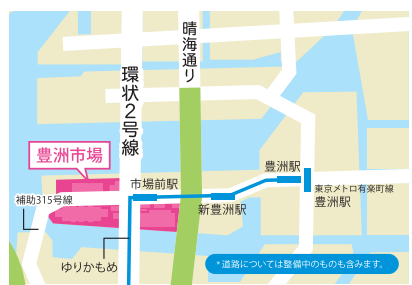 晴海通り
環状2号線
豊洲市場
補助315号線
市場前駅
新豊洲駅
豊洲駅
東京メトロ有楽町線
豊洲駅
ゆりかもめ
*道路については整備中のものも含みます。